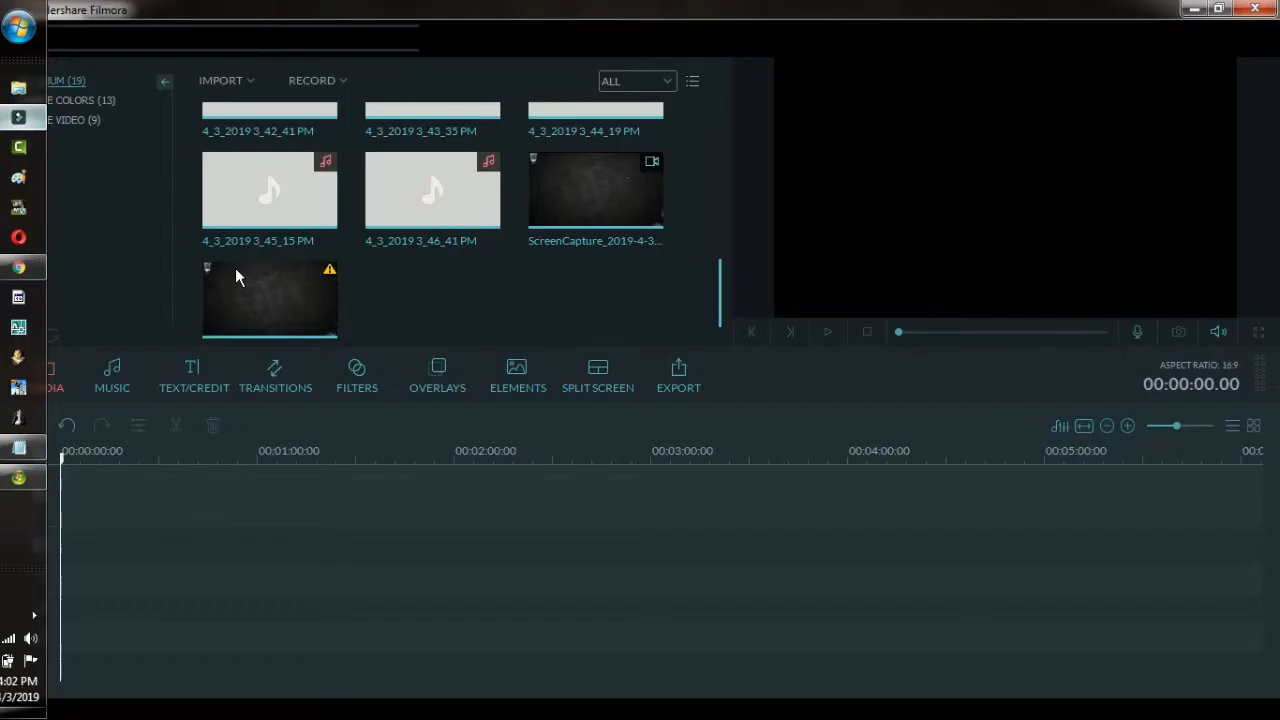 dershare Filmora
UM (19)
E COLORS (13)
E VIDEO (9)
IMPORT
RECORD
ALL
4_3_2019 3_42_41 PM
4_3_2019 3_43_35 PM
4_3_2019 3_44_19 PM
4_3_2019 3_45_15 PM
4_3_2019 3_46_41 PM
ScreenCapture_2019-4-3...
DIA
MUSIC
TEXT/CREDIT
TRANSITIONS
FILTERS
OVERLAYS
ELEMENTS
SPLIT SCREEN
EXPORT
ASPECT RATIO: 16:9
00:00:00.00
00:00:00:00
00:01:00:00
00:02:00:00
00:03:00:00
00:04:00:00
00:05:00:00
00:0
4:02 PM
/3/2019